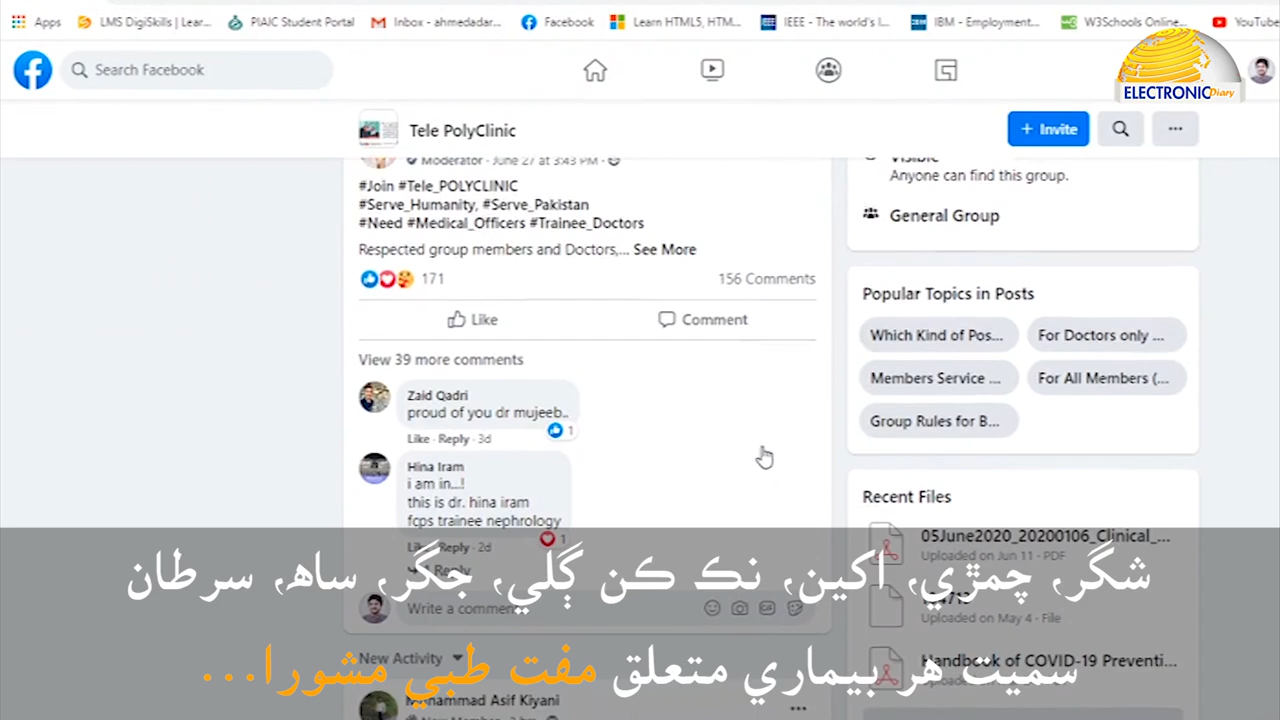 Apps
LMS DigiSkills | Lear...
PIAIC Student Portal
Inbox - ahmedadar...
Facebook
Learn HTML5, HTM...
IEEE - The world's l...
IBM - Employment...
W3Schools Online...
YouTube
Search Facebook
ELECTRONIC Diary
Tele PolyClinic
+ Invite
...
Moderator · June 27 at 3:43 PM ·
#Join #Tele_POLYCLINIC
#Serve_Humanity, #Serve_Pakistan
#Need #Medical_Officers #Trainee_Doctors
Respected group members and Doctors,... See More
171
156 Comments
Like
Comment
View 39 more comments
Zaid Qadri
proud of you dr mujeeb..
1
Like · Reply · 3d
Hina Iram
i am in...!
this is dr. hina iram
fcps trainee nephrology
1
Like · Reply · 2d
Reply
Write a comment
GIF
New Activity
Muhammad Asif Kiyani
Visible
Anyone can find this group.
General Group
Popular Topics in Posts
Which Kind of Pos...
For Doctors only ...
Members Service ...
For All Members (...
Group Rules for B...
Recent Files
05June2020_20200106_Clinical_...
Uploaded on Jun 11 · PDF
Uploaded on May 4 · File
Handbook of COVID-19 Preventi...
شگر، چمڙي، اکين، نڪ ڪن ڳلي، جگر، ساھ، سرطان
سميت هر بيماري متعلق مفت طبي مشورا...